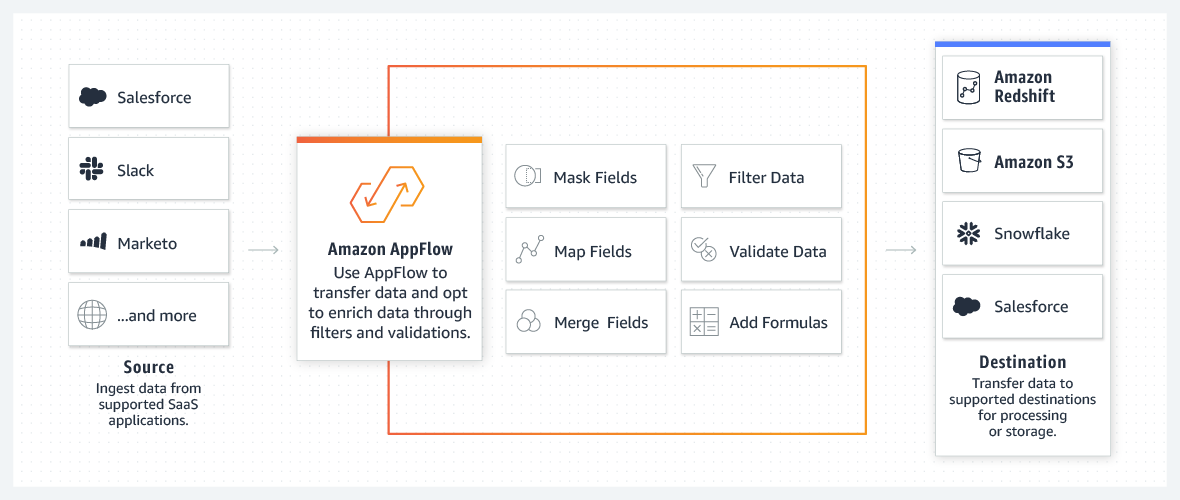 Salesforce
Slack
Marketo
...and more
Source
Ingest data from
supported SaaS
applications.
Amazon AppFlow
Use AppFlow to
transfer data and opt
to enrich data through
filters and validations.
Mask Fields
Filter Data
Map Fields
Validate Data
Merge Fields
Add Formulas
Amazon
Redshift
Amazon S3
Snowflake
Salesforce
Destination
Transfer data to
supported destinations
for processing
or storage.